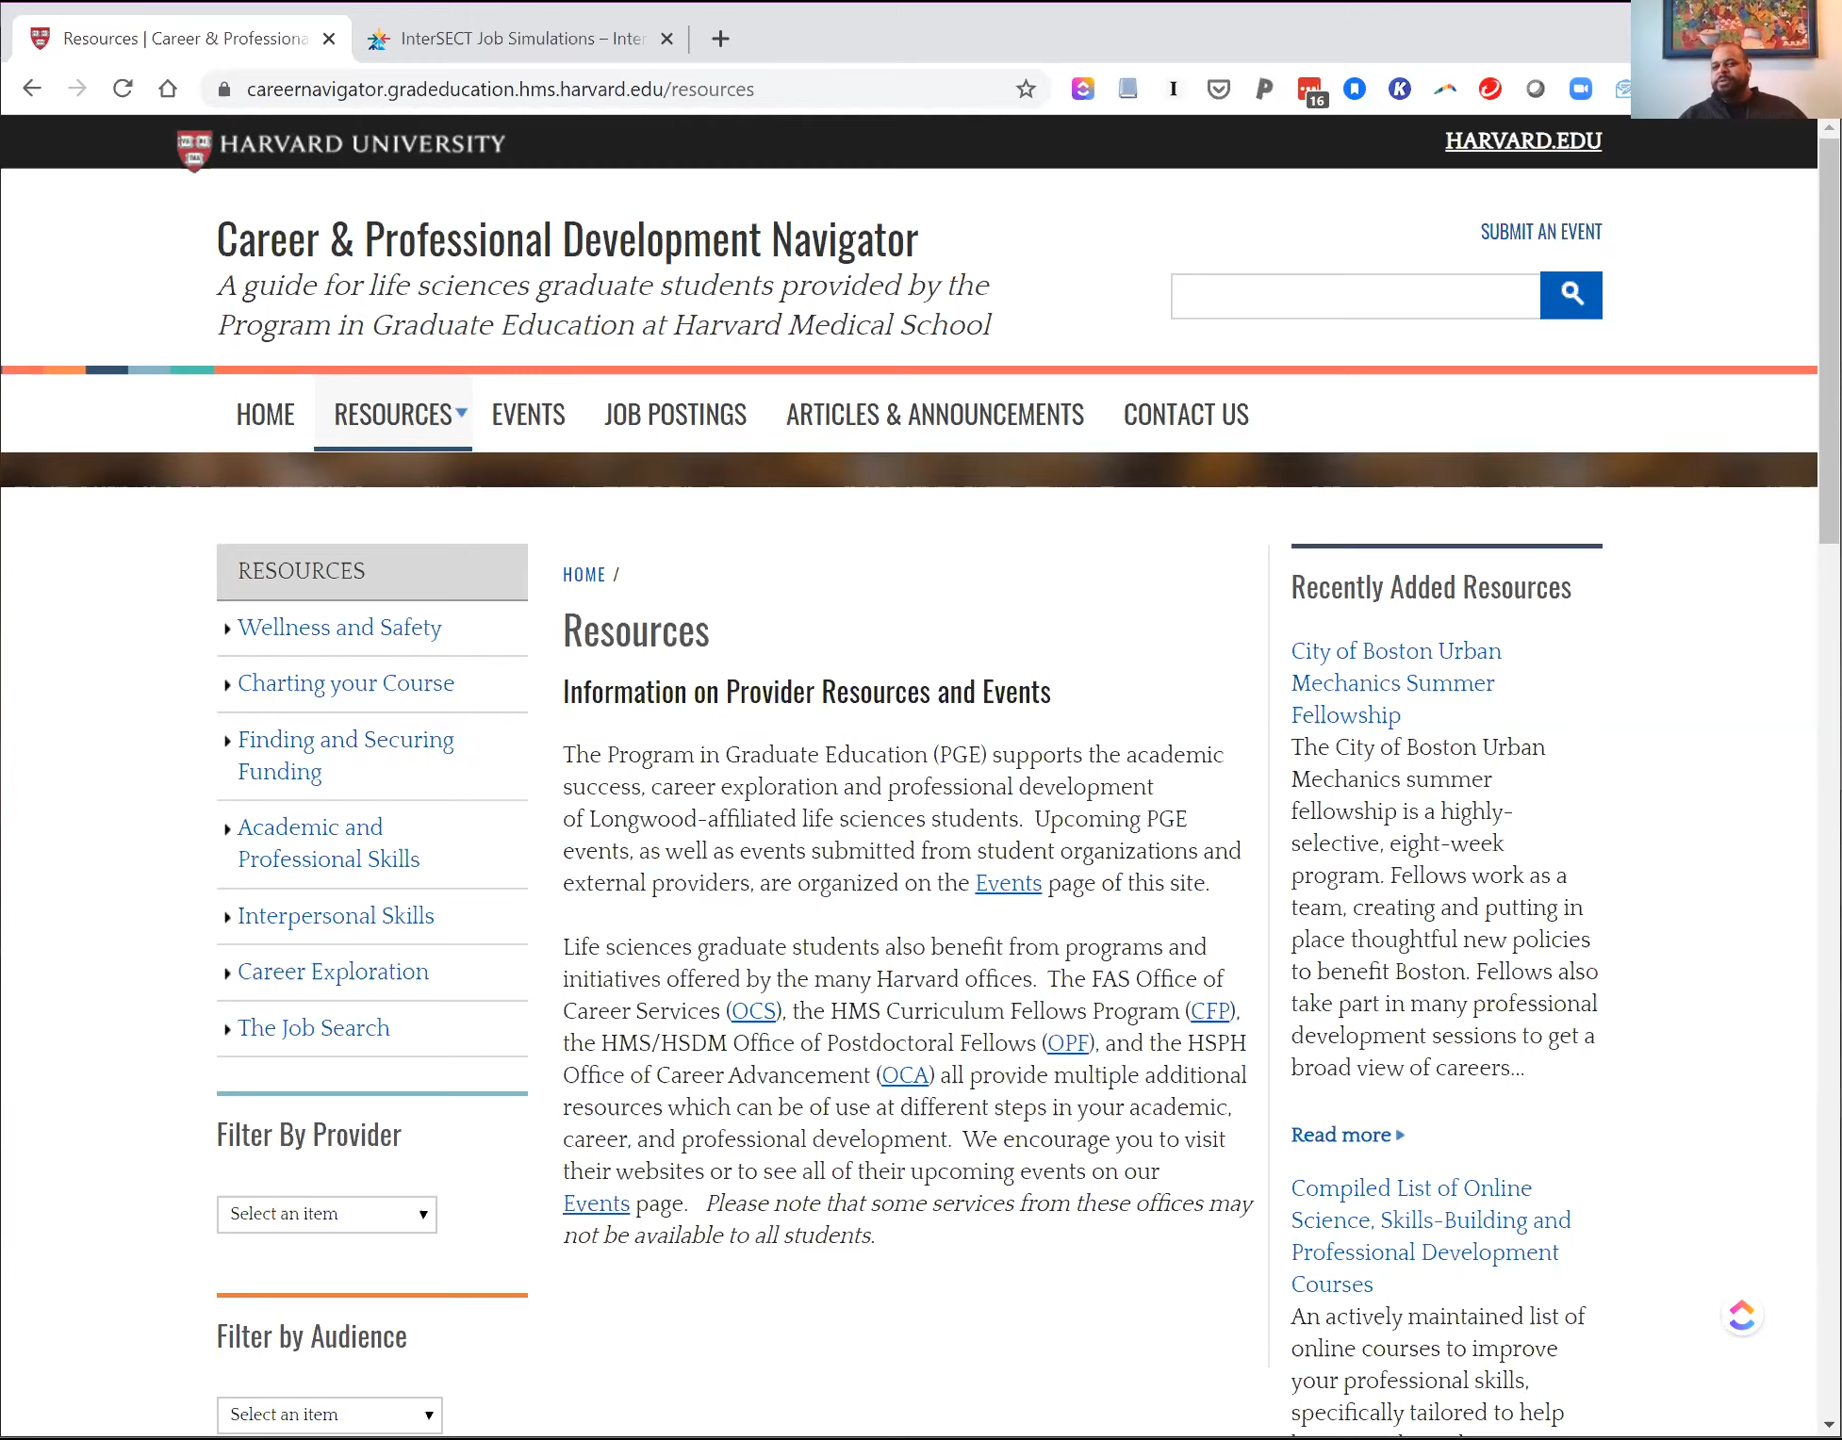 Resources | Career & Professiona
InterSECT Job Simulations – Inter
careernavigator.gradeducation.hms.harvard.edu/resources
16
HARVARD UNIVERSITY
HARVARD.EDU
Career & Professional Development Navigator
A guide for life sciences graduate students provided by the
Program in Graduate Education at Harvard Medical School
SUBMIT AN EVENT
HOME
RESOURCES
EVENTS
JOB POSTINGS
ARTICLES & ANNOUNCEMENTS
CONTACT US
RESOURCES
Wellness and Safety
Charting your Course
Finding and Securing
Funding
Academic and
Professional Skills
Interpersonal Skills
Career Exploration
The Job Search
Filter By Provider
Select an item
Filter by Audience
Select an item
HOME /
Resources
Information on Provider Resources and Events
The Program in Graduate Education (PGE) supports the academic
success, career exploration and professional development
of Longwood-affiliated life sciences students. Upcoming PGE
events, as well as events submitted from student organizations and
external providers, are organized on the Events page of this site.
Life sciences graduate students also benefit from programs and
initiatives offered by the many Harvard offices. The FAS Office of
Career Services (OCS), the HMS Curriculum Fellows Program (CFP),
the HMS/HSDM Office of Postdoctoral Fellows (OPF), and the HSPH
Office of Career Advancement (OCA) all provide multiple additional
resources which can be of use at different steps in your academic,
career, and professional development. We encourage you to visit
their websites or to see all of their upcoming events on our
Events page. Please note that some services from these offices may
not be available to all students.
Recently Added Resources
City of Boston Urban
Mechanics Summer
Fellowship
The City of Boston Urban
Mechanics summer
fellowship is a highly-
selective, eight-week
program. Fellows work as a
team, creating and putting in
place thoughtful new policies
to benefit Boston. Fellows also
take part in many professional
development sessions to get a
broad view of careers...
Read more
Compiled List of Online
Science, Skills-Building and
Professional Development
Courses
An actively maintained list of
online courses to improve
your professional skills,
specifically tailored to help